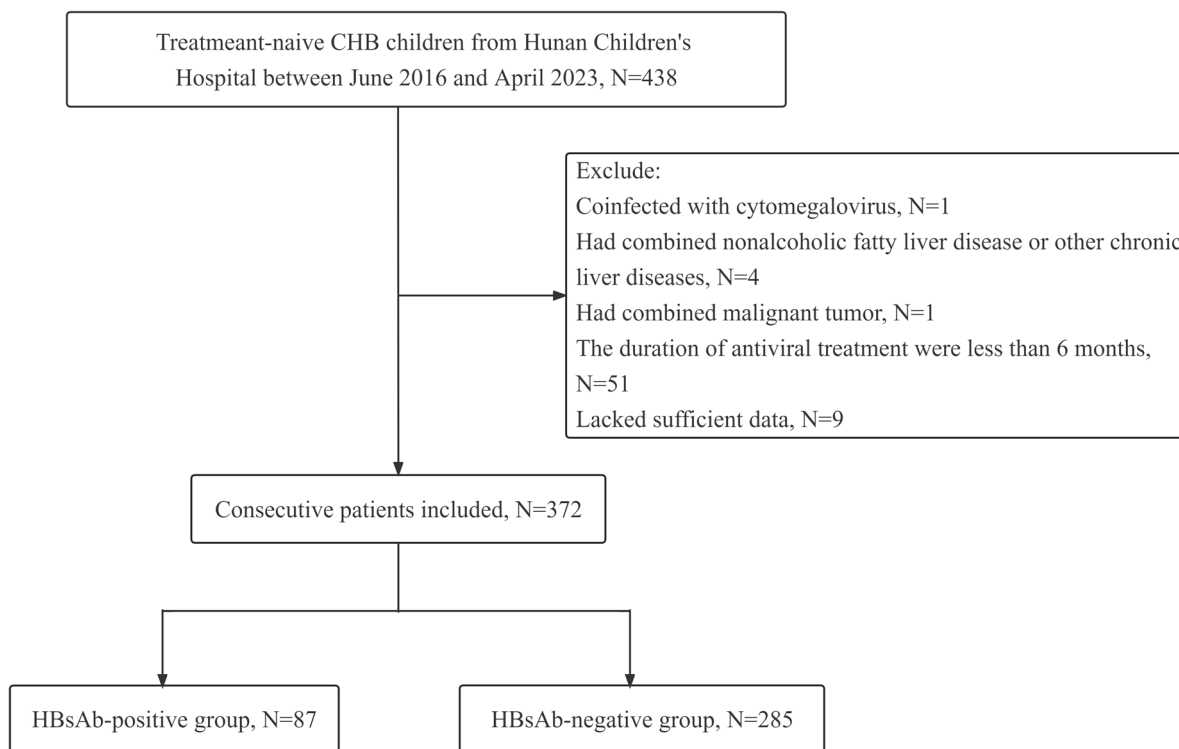 Treatmeant-naive CHB children from Hunan Children's
Hospital between June 2016 and April 2023, N=438
Exclude:
Coinfected with cytomegalovirus, N=1
Had combined nonalcoholic fatty liver disease or other chronic
liver diseases, N=4
Had combined malignant tumor, N=1
The duration of antiviral treatment were less than 6 months,
N=51
Lacked sufficient data, N=9
Consecutive patients included, N=372
HBsAb-positive group, N=87
HBsAb-negative group, N=285